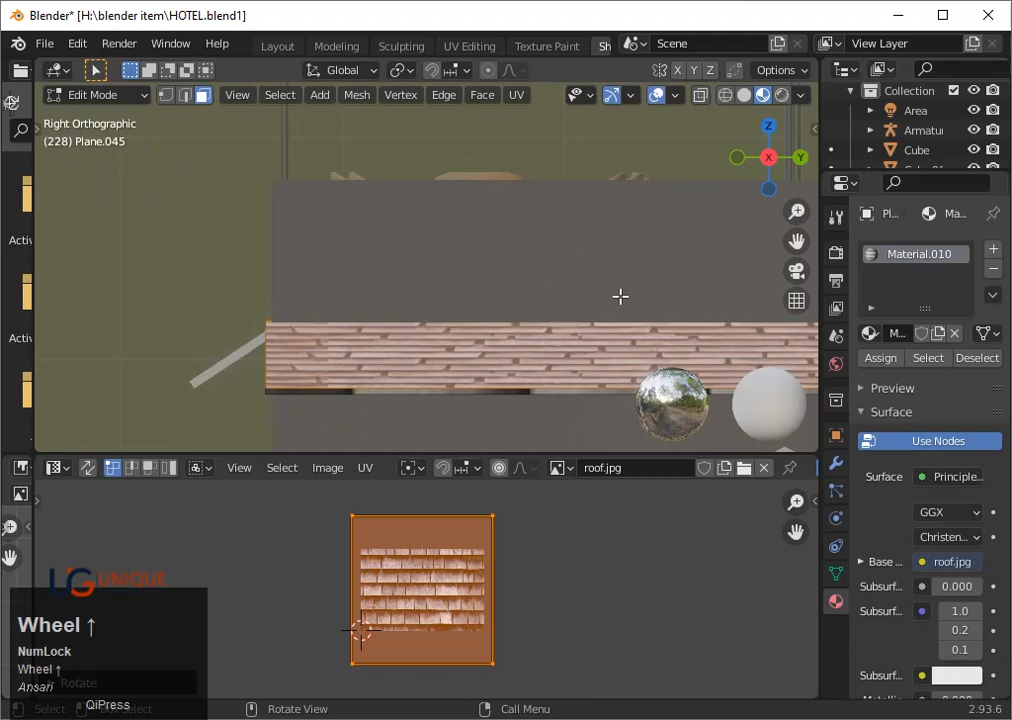 Blender* [H:\blender item\HOTEL.blend1]
File Edit Render Window Help Layout Modeling Sculpting UV Editing Texture Paint Sh Scene View Layer
Global X Y Z Options
Edit Mode View Select Add Mesh Vertex Edge Face UV
Right Orthographic
(228) Plane.045
Z
X
Y
Collection
Area
Armatu
Cube
Pl... Ma...
Material.010
M...
Assign Select Deselect
Preview
Surface
Use Nodes
Surface Principle...
GGX
Christen...
Base ... roof.jpg
Subsurf.. 0.000
Subsurf.. 1.0
0.2
0.1
Subsurf..
Activ
Activ
View Select Image UV roof.jpg
UG UNIQUE
Wheel ↑
NumLock
Wheel ↑
Ansari
Rotate
QiPress
Select Rotate View Call Menu 2.93.6